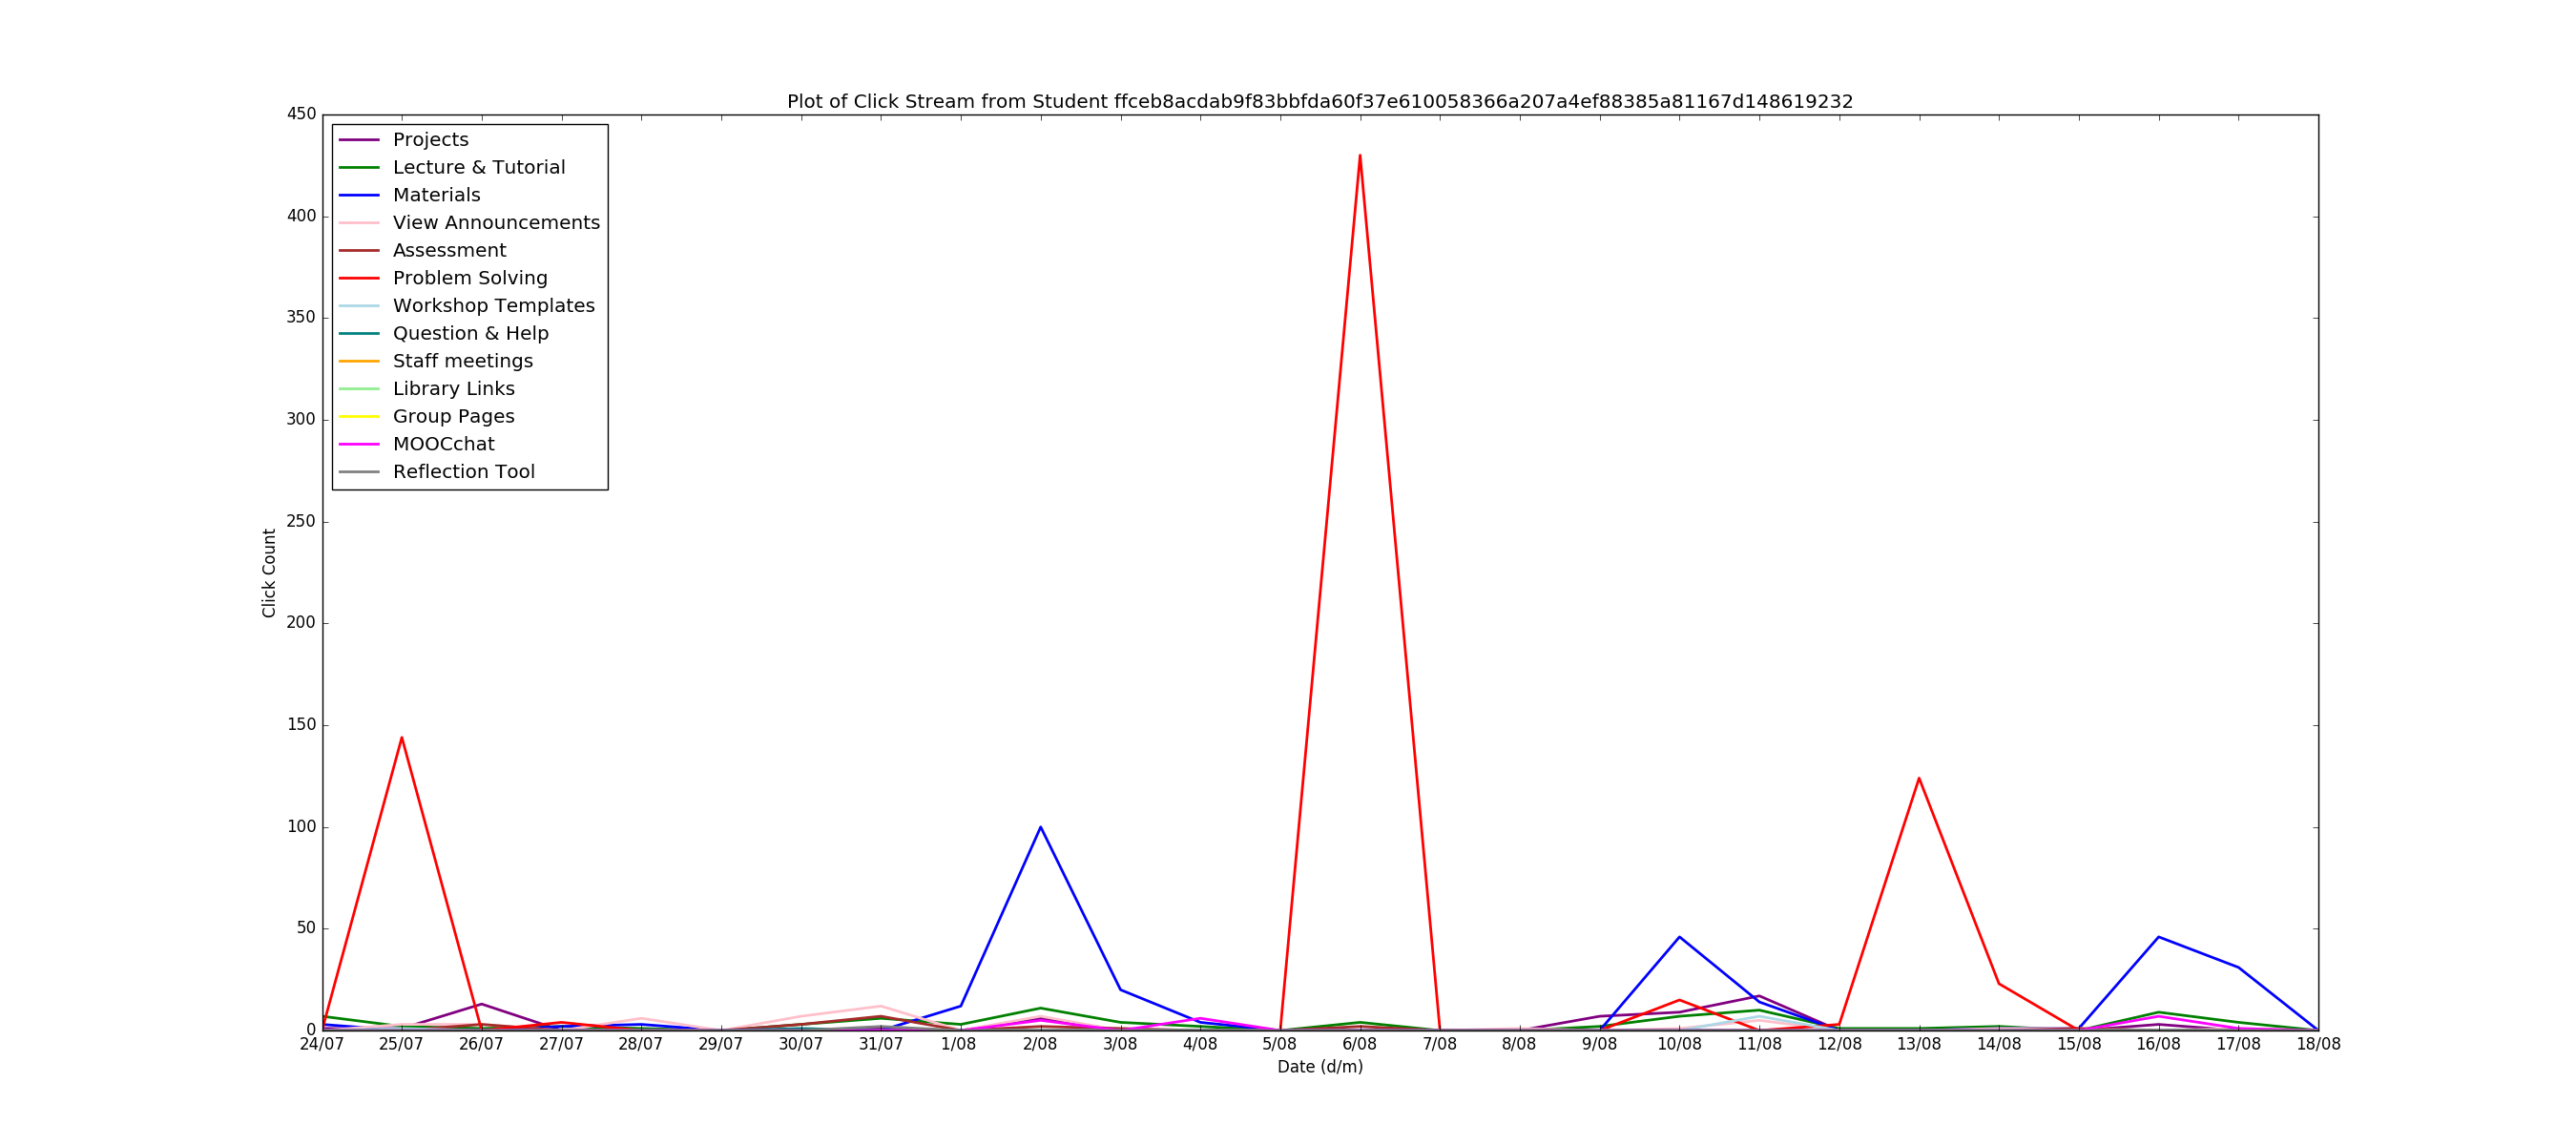 Plot of Click Stream from Student ffceb8acdab9f83bbfda60f37e610058366a207a4ef88385a81167d148619232
450
400
350
300
250
200
150
100
50
0
Click Count
Projects
Lecture & Tutorial
Materials
View Announcements
Assessment
Problem Solving
Workshop Templates
Question & Help
Staff meetings
Library Links
Group Pages
MOOCchat
Reflection Tool
24/07 25/07 26/07 27/07 28/07 29/07 30/07 31/07 1/08 2/08 3/08 4/08 5/08 6/08 7/08 8/08 9/08 10/08 11/08 12/08 13/08 14/08 15/08 16/08 17/08 18/08
Date (d/m)